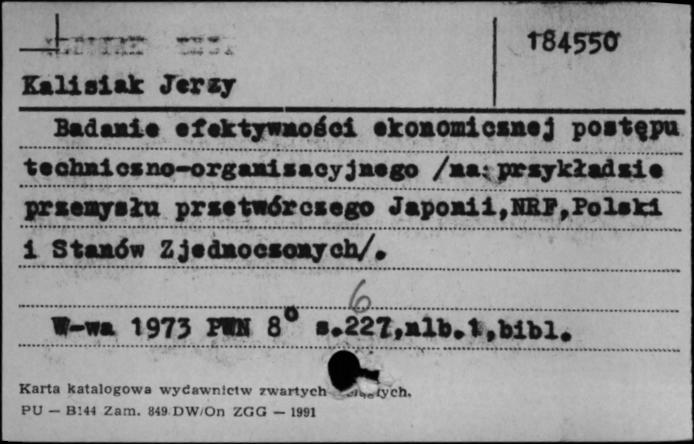 184550
Kalisiak Jerzy
Badanie efektywności ekonomicznej postępu
techniczno-organizacyjnego /na przykładzie
przemysłu przetwórczego Japonii,NRF,Polski
i Stanów Zjednoczonych/.
6
W-wa 1973 PWN 8° s.227,nlb.1,bibl.
Karta katalogowa wydawnictw zwartych
PU — B144 Zam. 849 DW/On ZGG — 1991